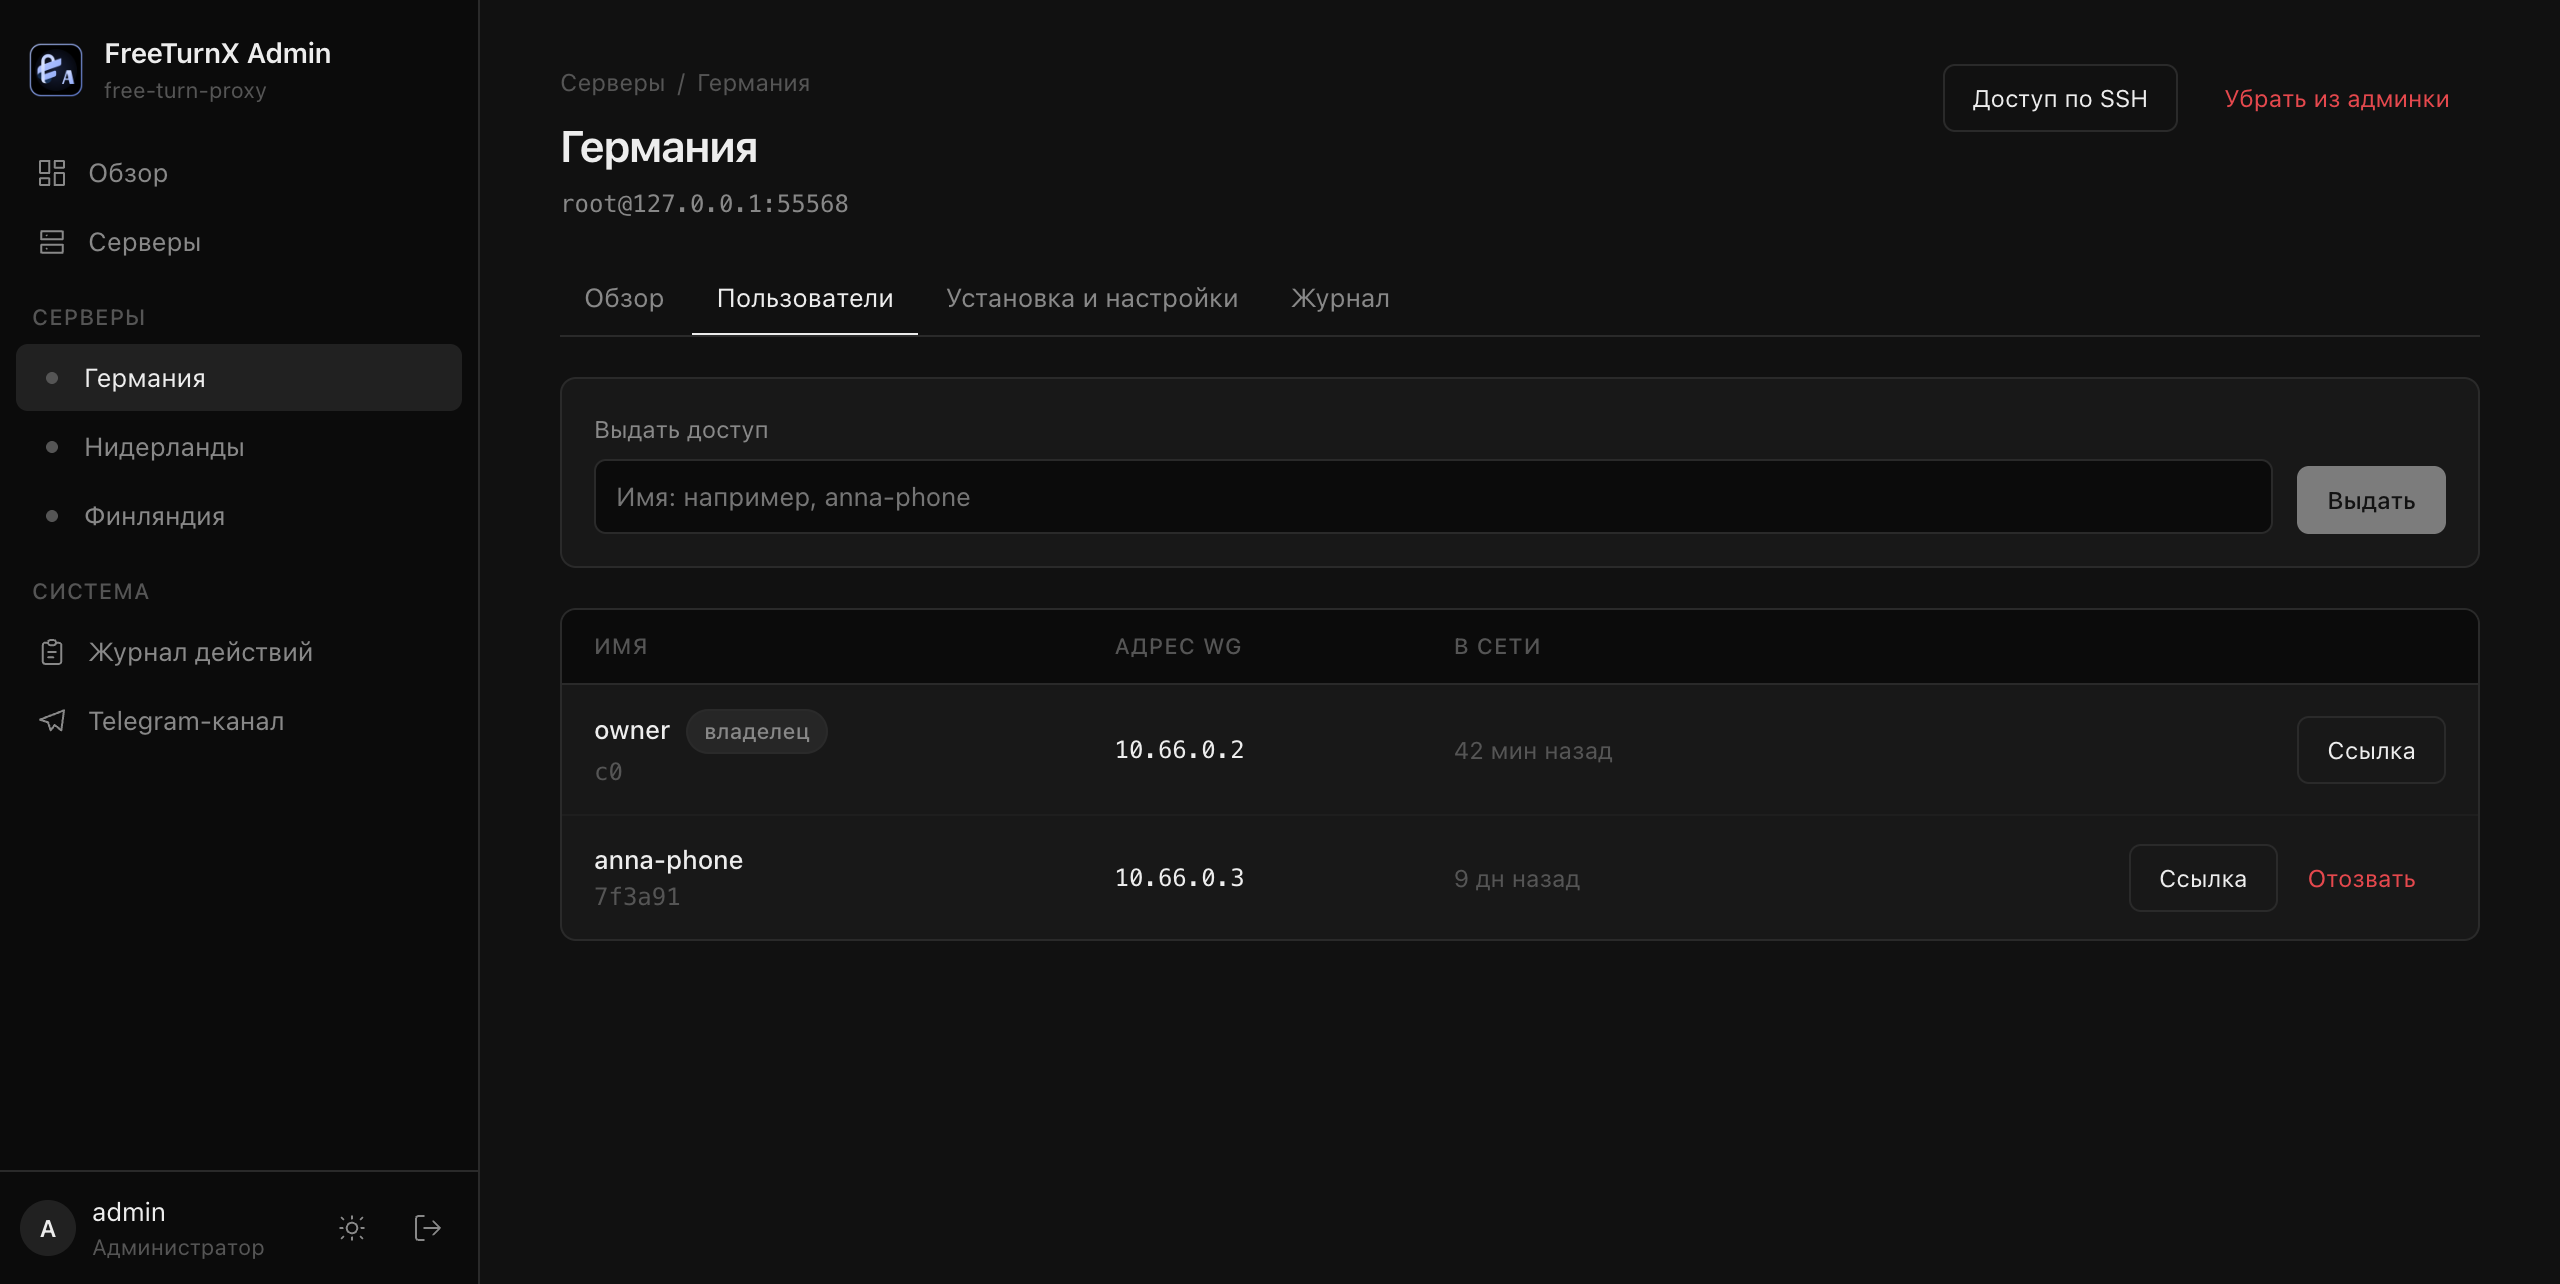 FreeTurnX Admin
free-turn-proxy
Обзор
Серверы
СЕРВЕРЫ
Германия
Нидерланды
Финляндия
СИСТЕМА
Журнал действий
Telegram-канал
A
admin
Администратор
Серверы / Германия
Германия
root@127.0.0.1:55568
Доступ по SSH
Убрать из админки
Обзор
Пользователи
Установка и настройки
Журнал
Выдать доступ
Имя: например, anna-phone
Выдать
ИМЯ
АДРЕС WG
В СЕТИ
owner владелец
c0
10.66.0.2
42 мин назад
Ссылка
anna-phone
7f3a91
10.66.0.3
9 дн назад
Ссылка
Отозвать